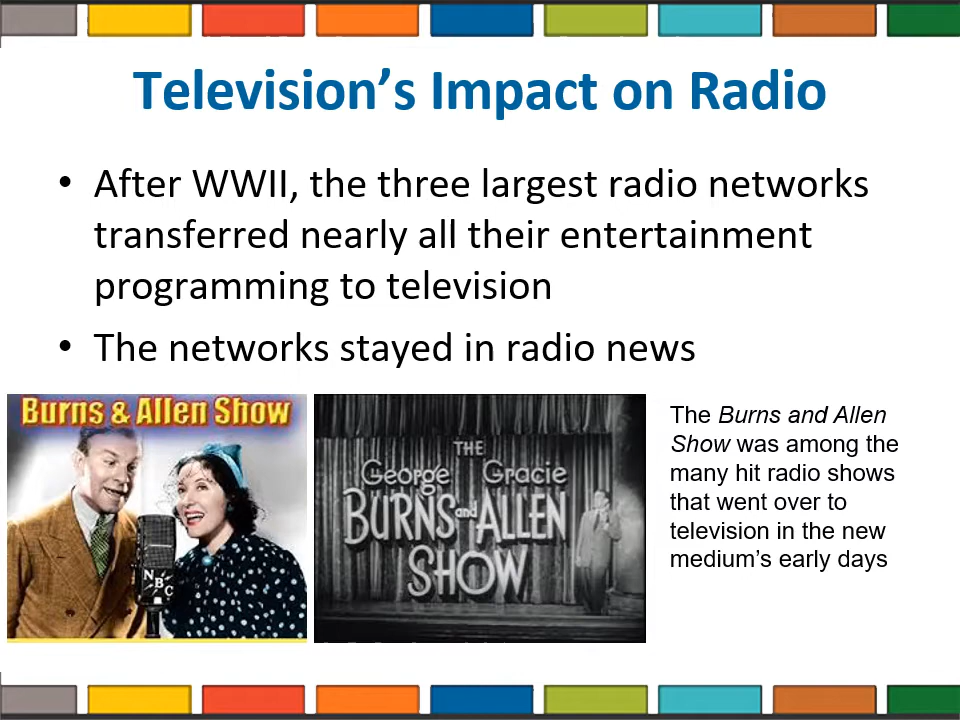 Television’s Impact on Radio
• After WWII, the three largest radio networks
transferred nearly all their entertainment
programming to television
• The networks stayed in radio news
Burns & Allen Show
NBC
THE
George Gracie
BURNS and ALLEN
SHOW
The Burns and Allen
Show was among the
many hit radio shows
that went over to
television in the new
medium’s early days